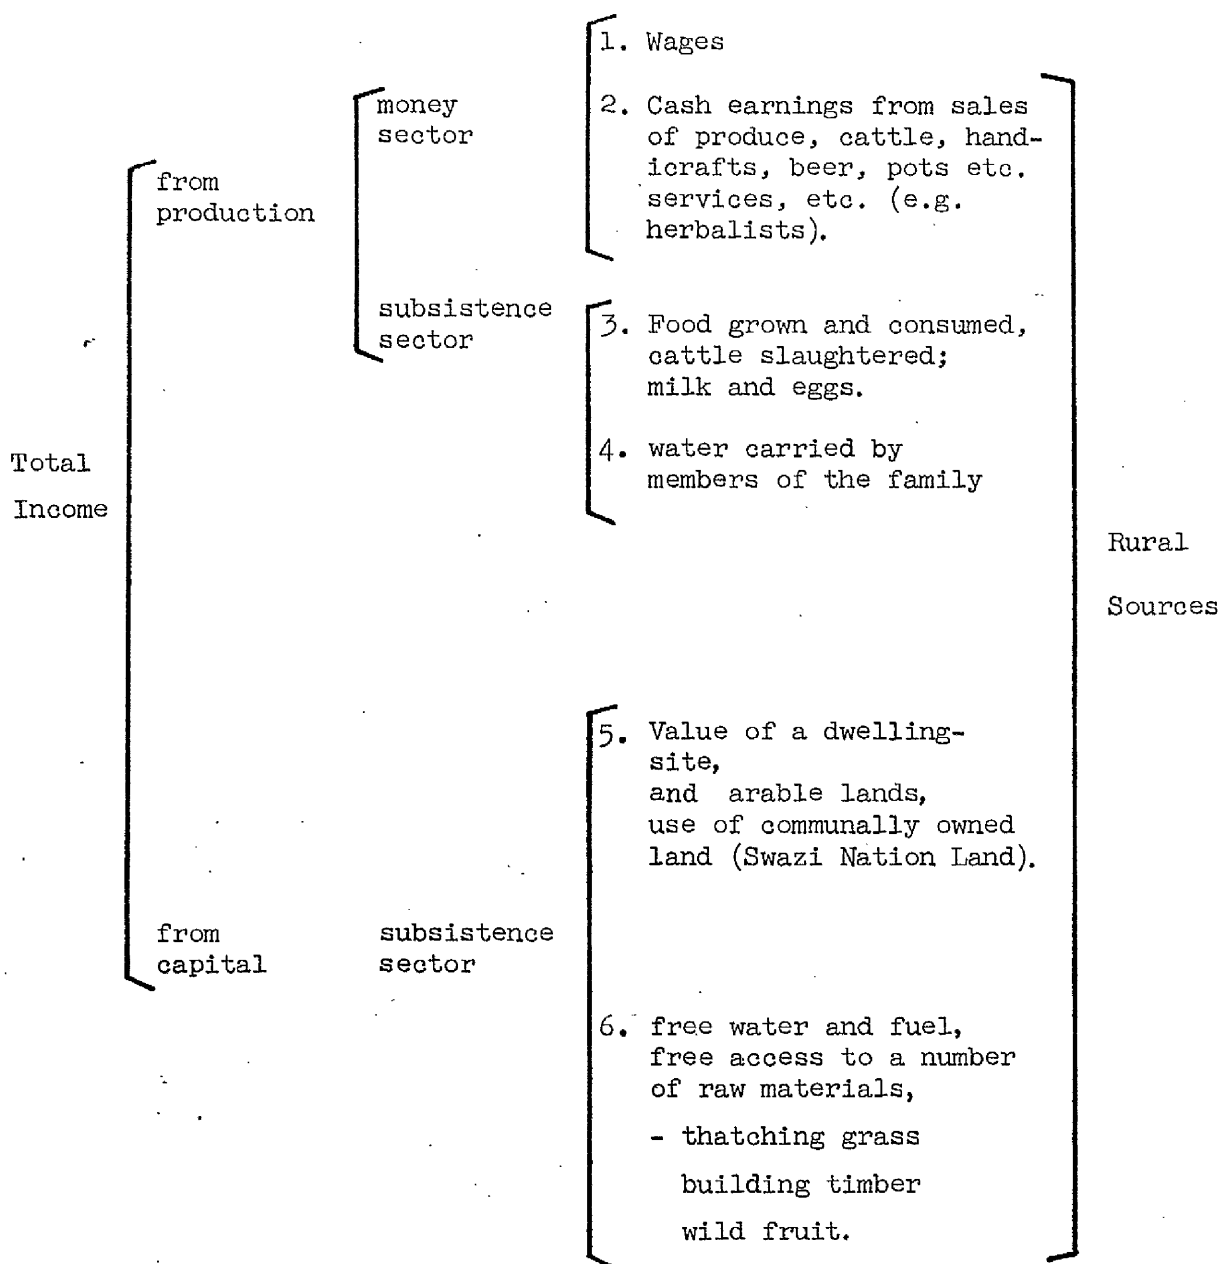 Total
Income
from
production
money
sector
1. Wages
2. Cash earnings from sales
of produce, cattle, hand-
icrafts, beer, pots etc.
services, etc. (e.g.
herbalists).
subsistence
sector
3. Food grown and consumed,
cattle slaughtered;
milk and eggs.
4. water carried by
members of the family
from
capital
subsistence
sector
5. Value of a dwelling-
site,
and arable lands,
use of communally owned
land (Swazi Nation Land).
6. free water and fuel,
free access to a number
of raw materials,
- thatching grass
building timber
wild fruit.
Rural
Sources